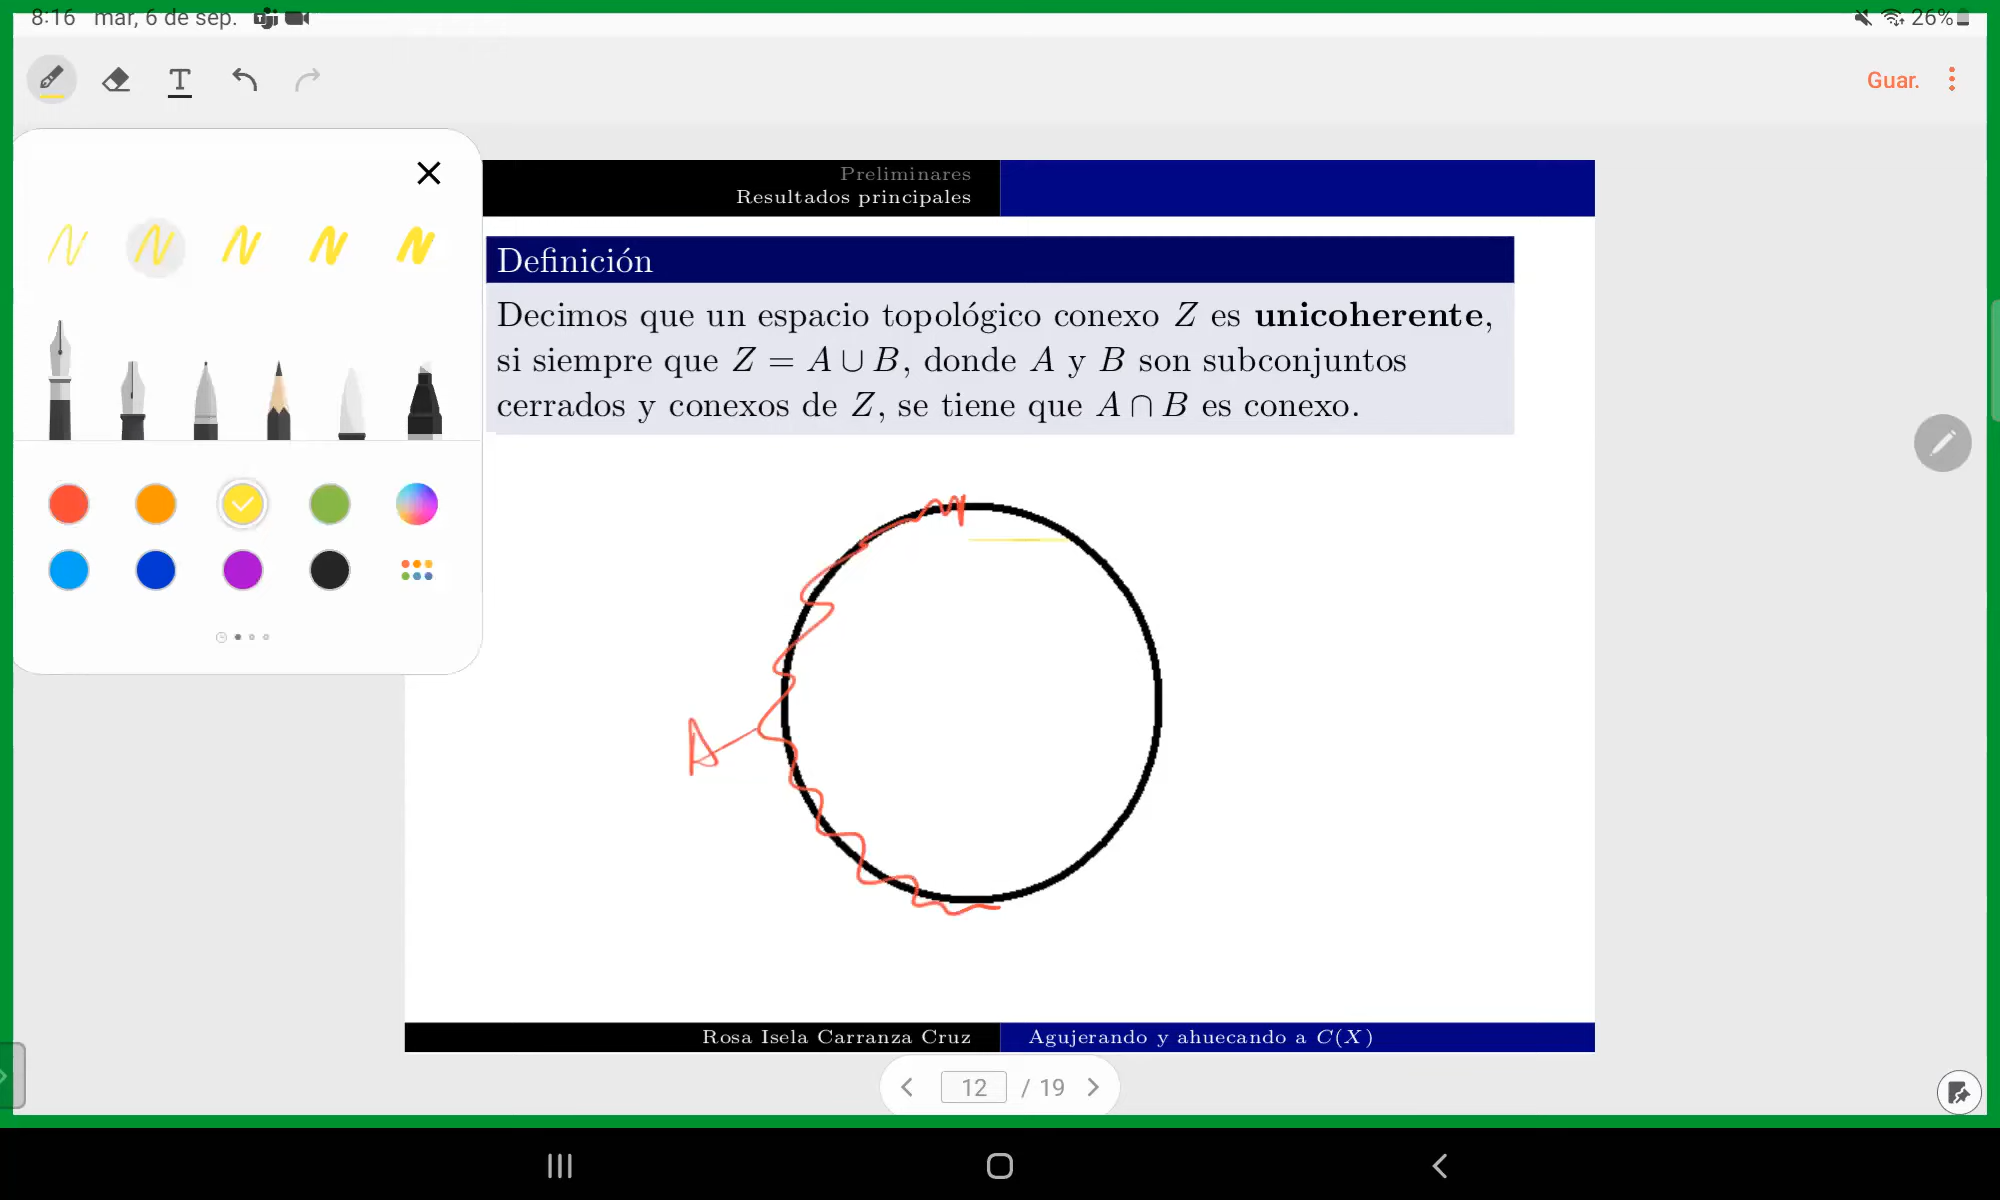 8:16 mar, 6 de sep. 26%
T
Guar.
Preliminares
Resultados principales
Definición
Decimos que un espacio topológico conexo Z es unicoherente,
si siempre que Z = A ∪ B, donde A y B son subconjuntos
cerrados y conexos de Z, se tiene que A ∩ B es conexo.
A
Rosa Isela Carranza Cruz Agujerando y ahuecando a C(X)
12 / 19